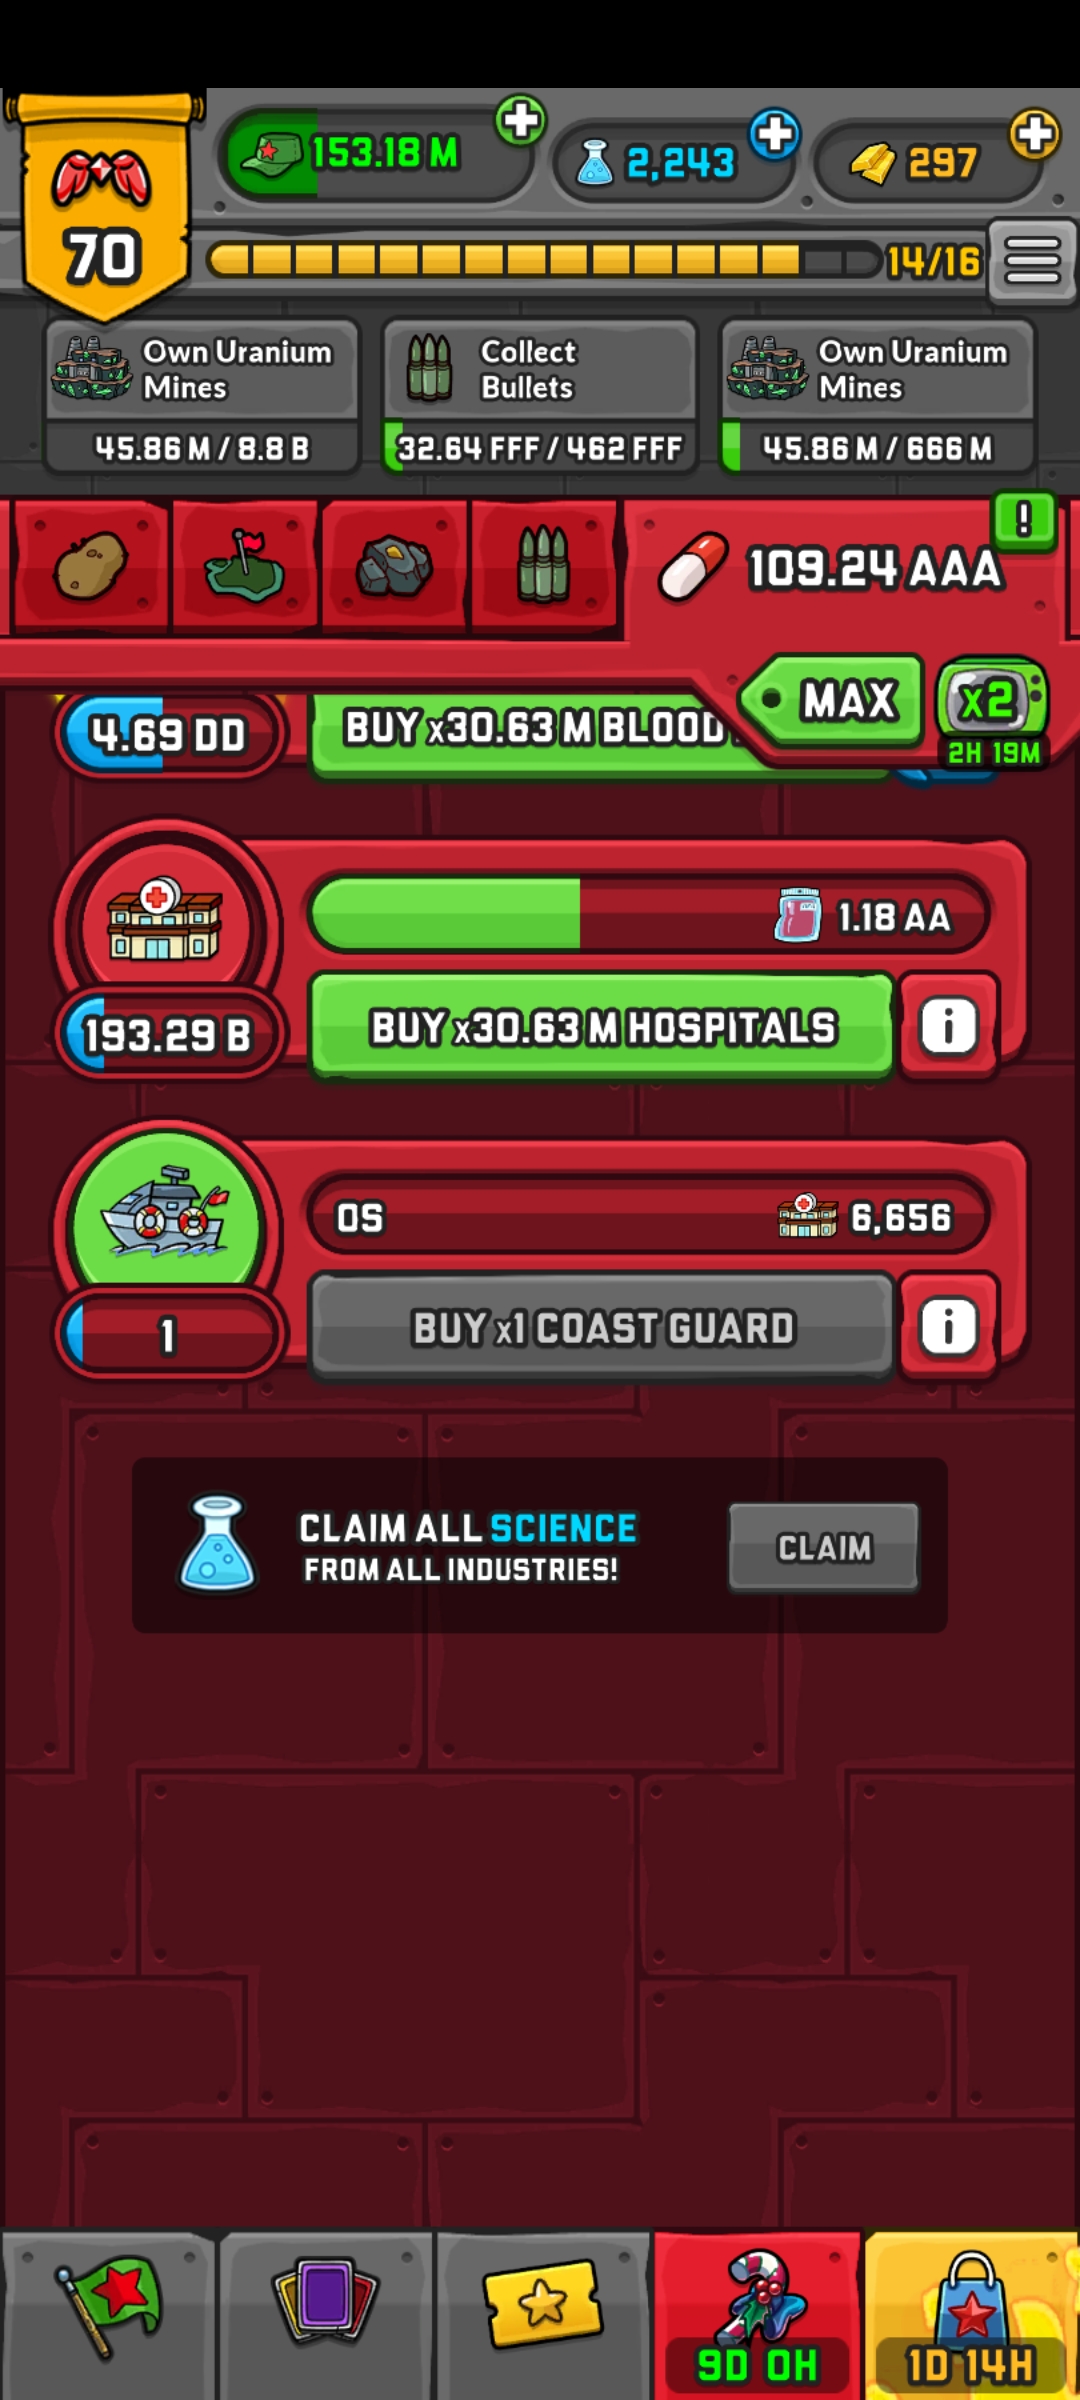 153.18 M
2,243
297
70
14/16
Own Uranium
Mines
45.86 M / 8.8 B
Collect
Bullets
32.64 FFF / 462 FFF
Own Uranium
Mines
45.86 M / 666 M
!
109.24 AAA
MAX
x2
2H 19M
4.69 DD
BUY x30.63 M BLOOD
1.18 AA
193.29 B
BUY x30.63 M HOSPITALS
i
0S
6,656
1
BUY x1 COAST GUARD
i
CLAIM ALL SCIENCE
FROM ALL INDUSTRIES!
CLAIM
9D 0H
1D 14H